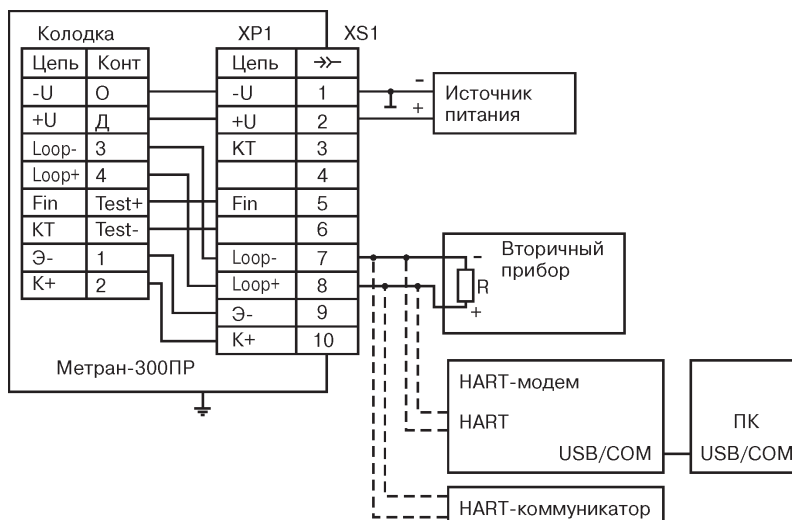 Колодка XP1 XS1
Цепь Конт Цепь
-U О -U 1
+U Д +U 2
Loop- 3 КТ 3
Loop+ 4 4
Fin Test+ Fin 5
КТ Test- 6
Э- 1 Loop- 7
К+ 2 Loop+ 8
Э- 9
К+ 10
Метран-300ПР
-
+
Источник
питания
Вторичный
прибор
-
R
+
HART-модем
HART
USB/COM
ПК
USB/COM
HART-коммуникатор